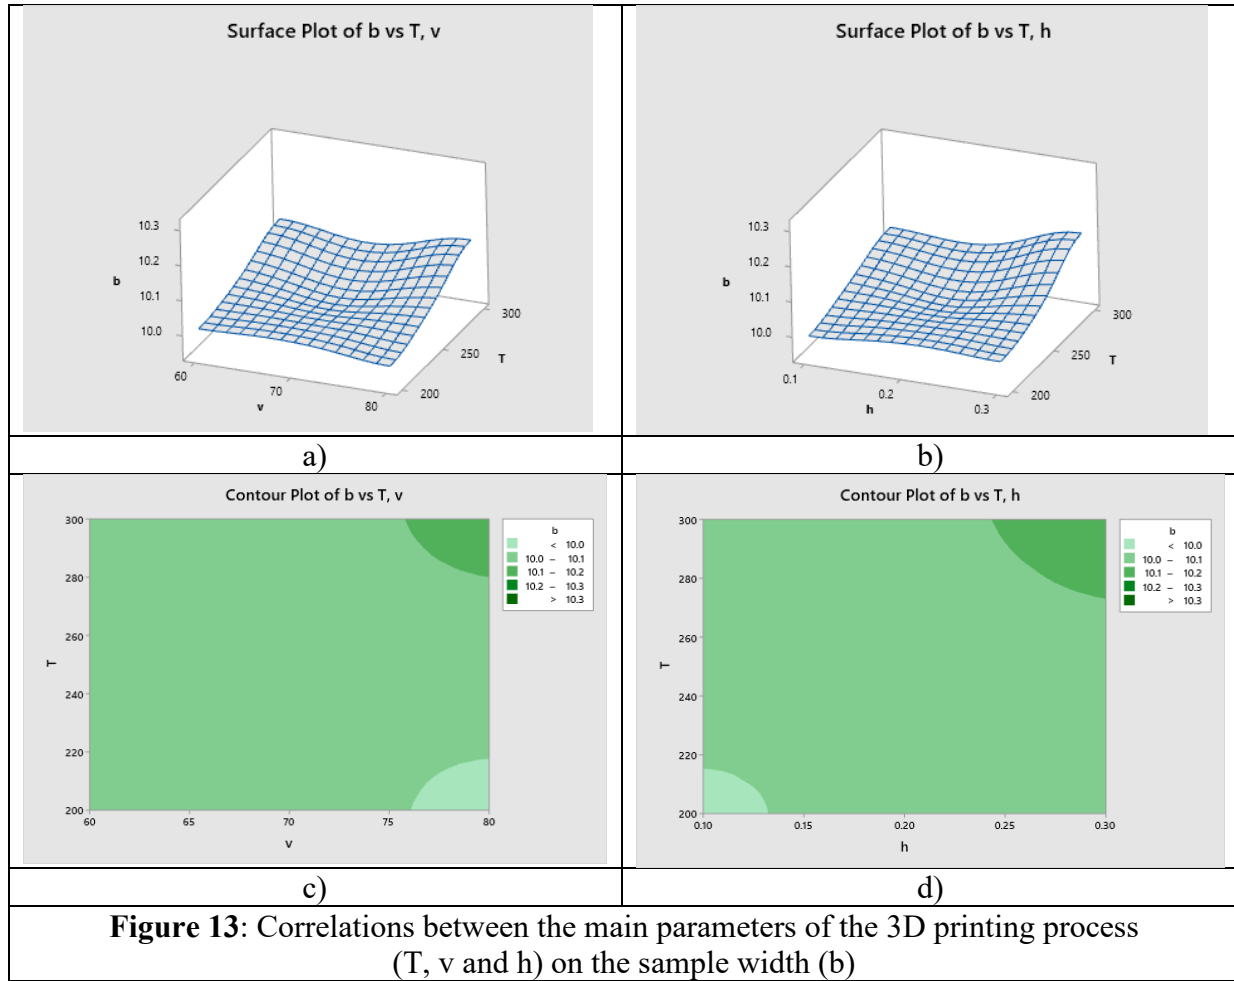 Surface Plot of b vs T, v
10.3
10.2
b
10.1
10.0
60
70
v
80
200
250
T
300
a)
Surface Plot of b vs T, h
10.3
10.2
b
10.1
10.0
0.1
0.2
h
0.3
200
250
T
300
b)
Contour Plot of b vs T, v
300
280
260
T
240
220
200
60
65
70
75
80
v
b
< 10.0
10.0 – 10.1
10.1 – 10.2
10.2 – 10.3
> 10.3
c)
Contour Plot of b vs T, h
300
280
260
T
240
220
200
0.10
0.15
0.20
0.25
0.30
h
b
< 10.0
10.0 – 10.1
10.1 – 10.2
10.2 – 10.3
> 10.3
d)
Figure 13: Correlations between the main parameters of the 3D printing process
(T, v and h) on the sample width (b)